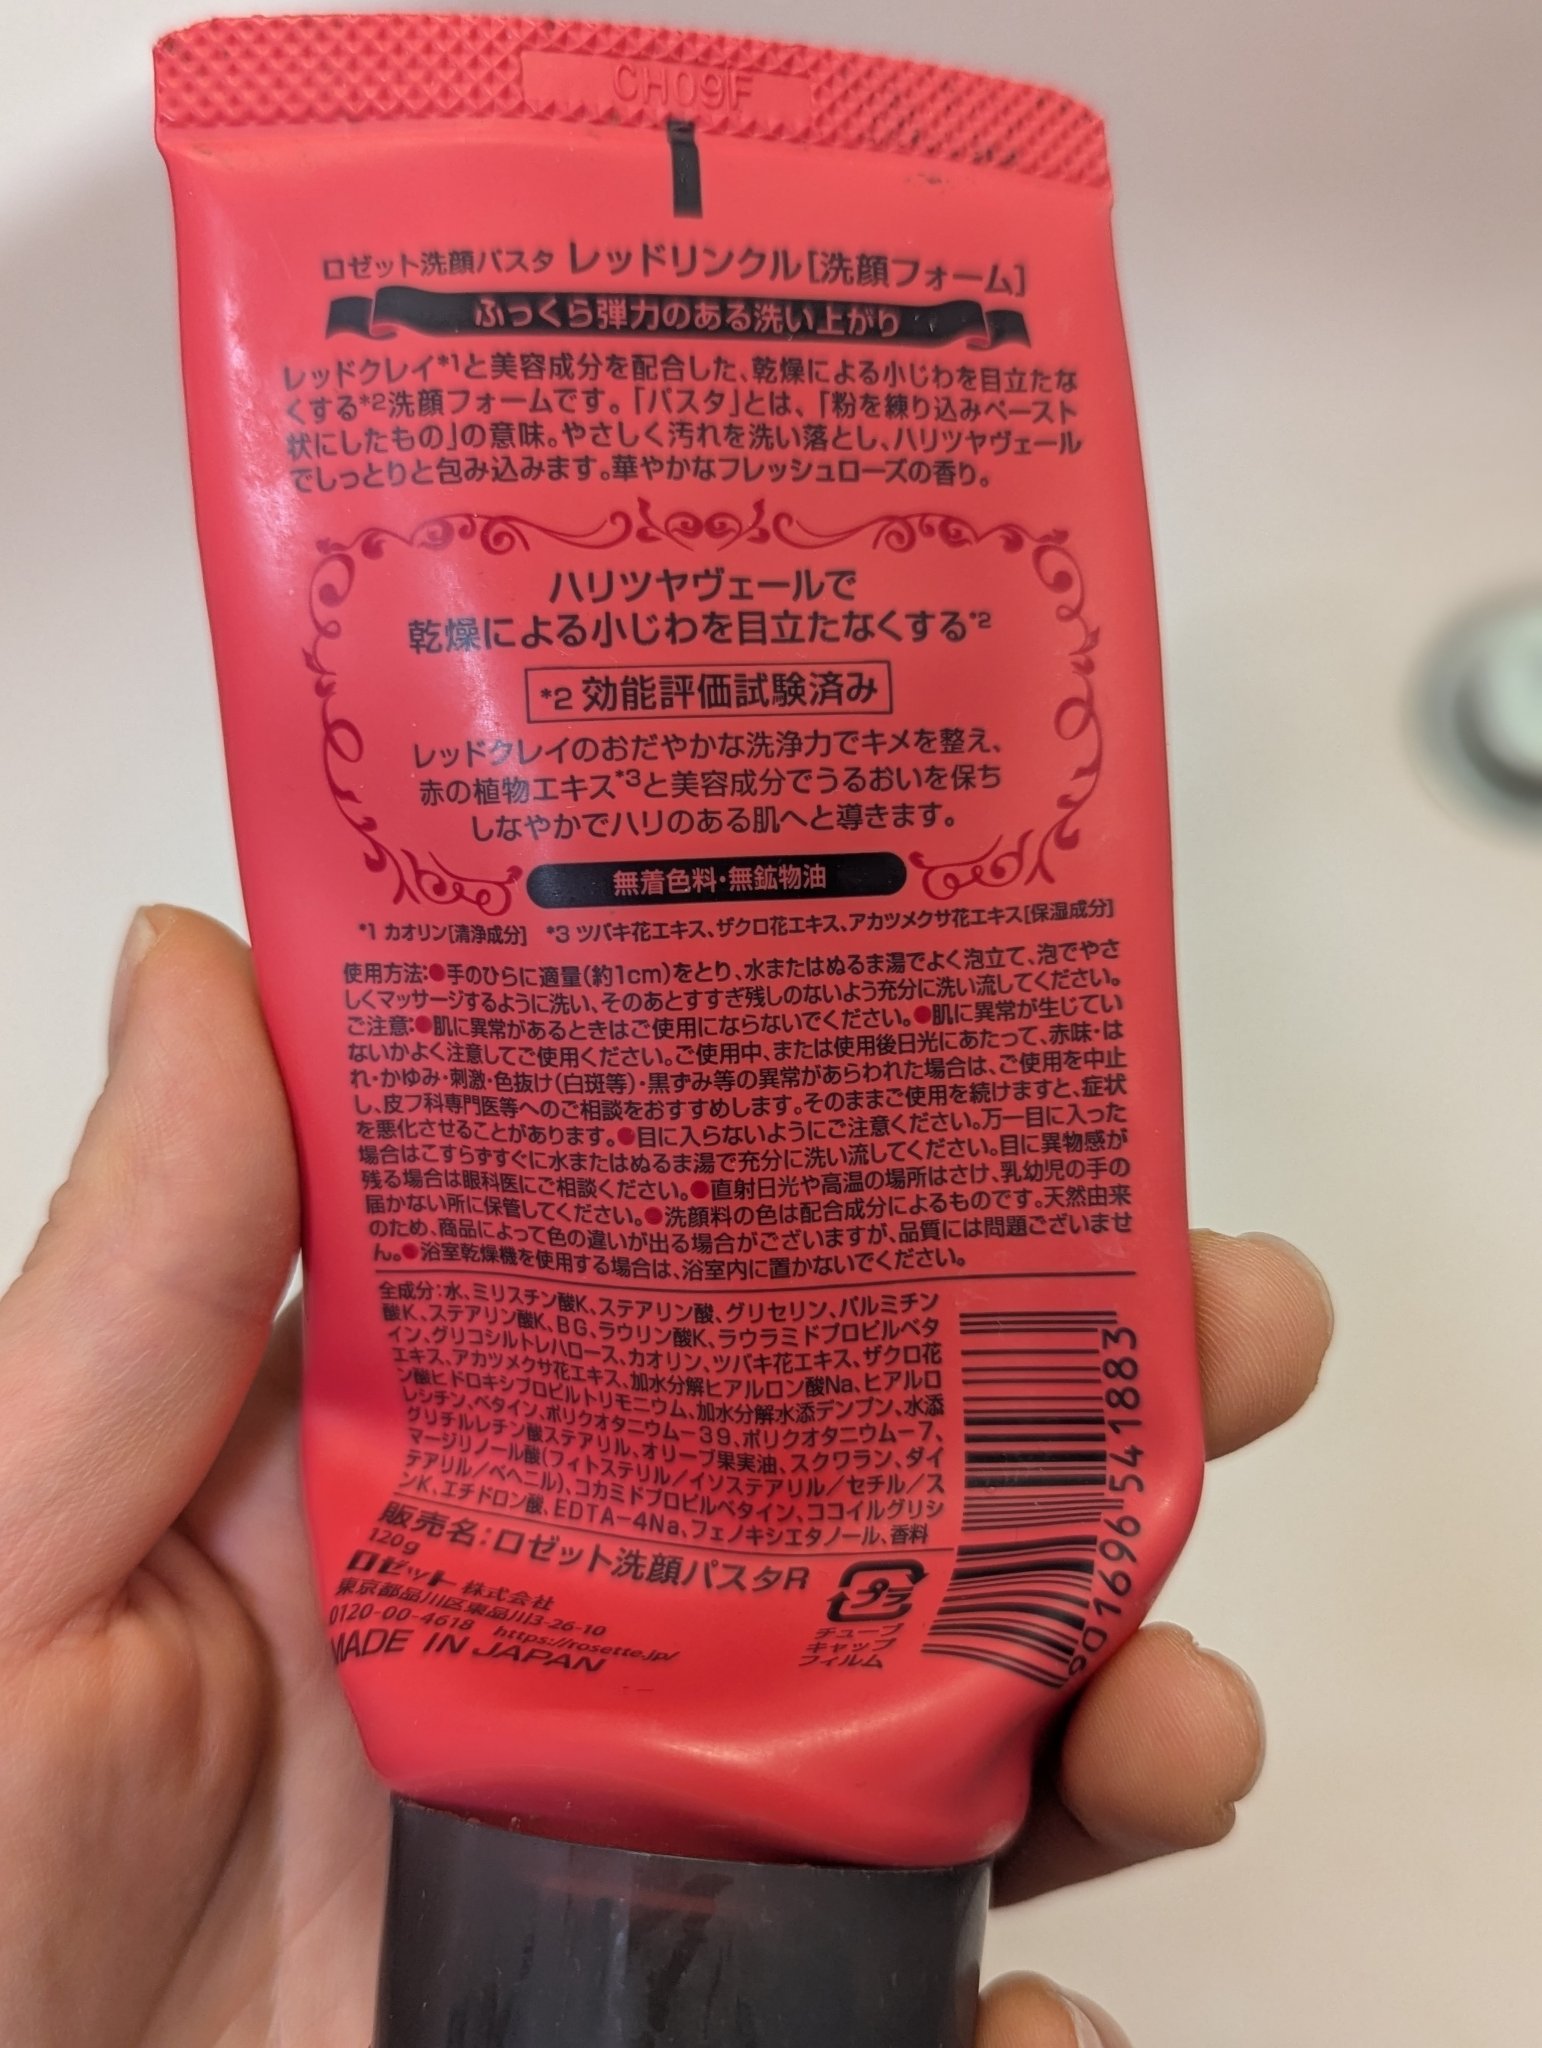 CH09F
ロゼット洗顔パスタ レッドリンクル[洗顔フォーム]
ふっくら弾力のある洗い上がり
レッドクレイ*1と美容成分を配合した、乾燥による小じわを目立たな
くする*2洗顔フォームです。「パスタ」とは、「粉を練り込みペースト
状にしたもの」の意味。やさしく汚れを洗い落とし、ハリツヤヴェール
でしっとりと包み込みます。華やかなフレッシュローズの香り。
ハリツヤヴェールで
乾燥による小じわを目立たなくする*2
*2 効能評価試験済み
レッドクレイのおだやかな洗浄力でキメを整え、
赤の植物エキス*3と美容成分でうるおいを保ち
しなやかでハリのある肌へと導きます。
無着色料・無鉱物油
*1 カオリン[清浄成分] *3 ツバキ花エキス、ザクロ花エキス、アカツメクサ花エキス[保湿成分]
使用方法:●手のひらに適量(約1cm)をとり、水またはぬるま湯でよく泡立て、泡でやさ
しくマッサージするように洗い、そのあとすすぎ残しのないよう充分に洗い流してください。
ご注意:●肌に異常があるときはご使用にならないでください。●肌に異常が生じてい
ないかよく注意してご使用ください。ご使用中、または使用後日光にあたって、赤味・は
れ・かゆみ・刺激・色抜け(白斑等)・黒ずみ等の異常があらわれた場合は、ご使用を中止
し、皮フ科専門医等へのご相談をおすすめします。そのままご使用を続けますと、症状
を悪化させることがあります。●目に入らないようにご注意ください。万一目に入った
場合はこすらずすぐに水またはぬるま湯で充分に洗い流してください。目に異物感が
残る場合は眼科医にご相談ください。●直射日光や高温の場所はさけ、乳幼児の手の
届かない所に保管してください。●洗顔料の色は配合成分によるものです。天然由来
のため、商品によって色の違いが出る場合がございますが、品質には問題ございませ
ん。●浴室乾燥機を使用する場合は、浴室内に置かないでください。
全成分:水、ミリスチン酸K、ステアリン酸、グリセリン、パルミチン
酸K、ステアリン酸K、BG、ラウリン酸K、ラウラミドプロピルベタ
イン、グリコシルトレハロース、カオリン、ツバキ花エキス、ザクロ花
エキス、アカツメクサ花エキス、加水分解ヒアルロン酸Na、ヒアルロ
ン酸ヒドロキシプロピルトリモニウム、加水分解水添デンプン、水添
レシチン、ベタイン、ポリクオタニウム－39、ポリクオタニウム－7、
グリチルレチン酸ステアリル、オリーブ果実油、スクワラン、ダイ
マージリノール酸(フィトステリル/イソステアリル/セチル/ス
テアリル/ベヘニル)、コカミドプロピルベタイン、ココイルグリシ
ンK、エチドロン酸、EDTA－4Na、フェノキシエタノール、香料
販売名:ロゼット洗顔パスタR
120g
ロゼット 株式会社
東京都品川区東品川3-26-10
0120-00-4618 https://rosette.jp/
MADE IN JAPAN
プラ
チューブ
キャップ
フィルム
4901696541883